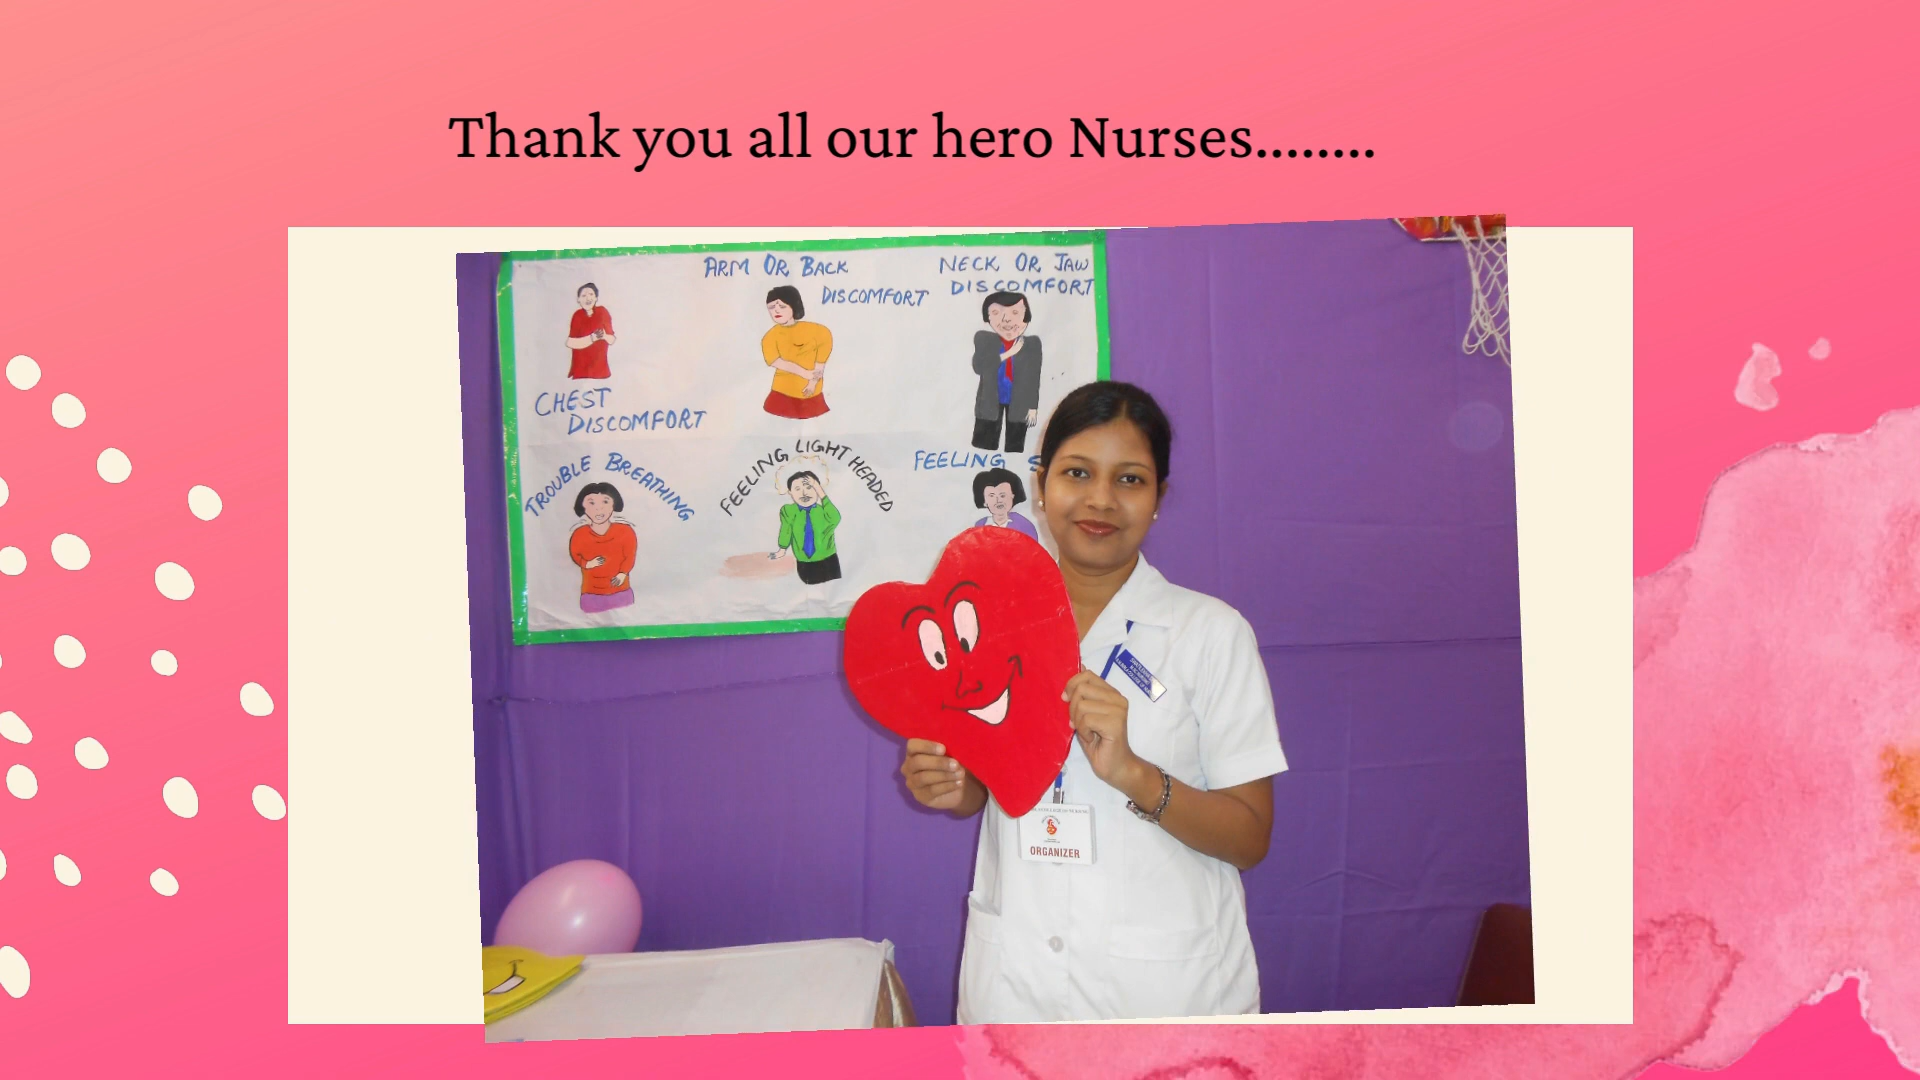 Thank you all our hero Nurses........
ARM OR BACK
DISCOMFORT
NECK OR JAW
DISCOMFORT
CHEST
DISCOMFORT
TROUBLE BREATHING
FEELING LIGHT HEADED
FEELING S
ORGANIZER